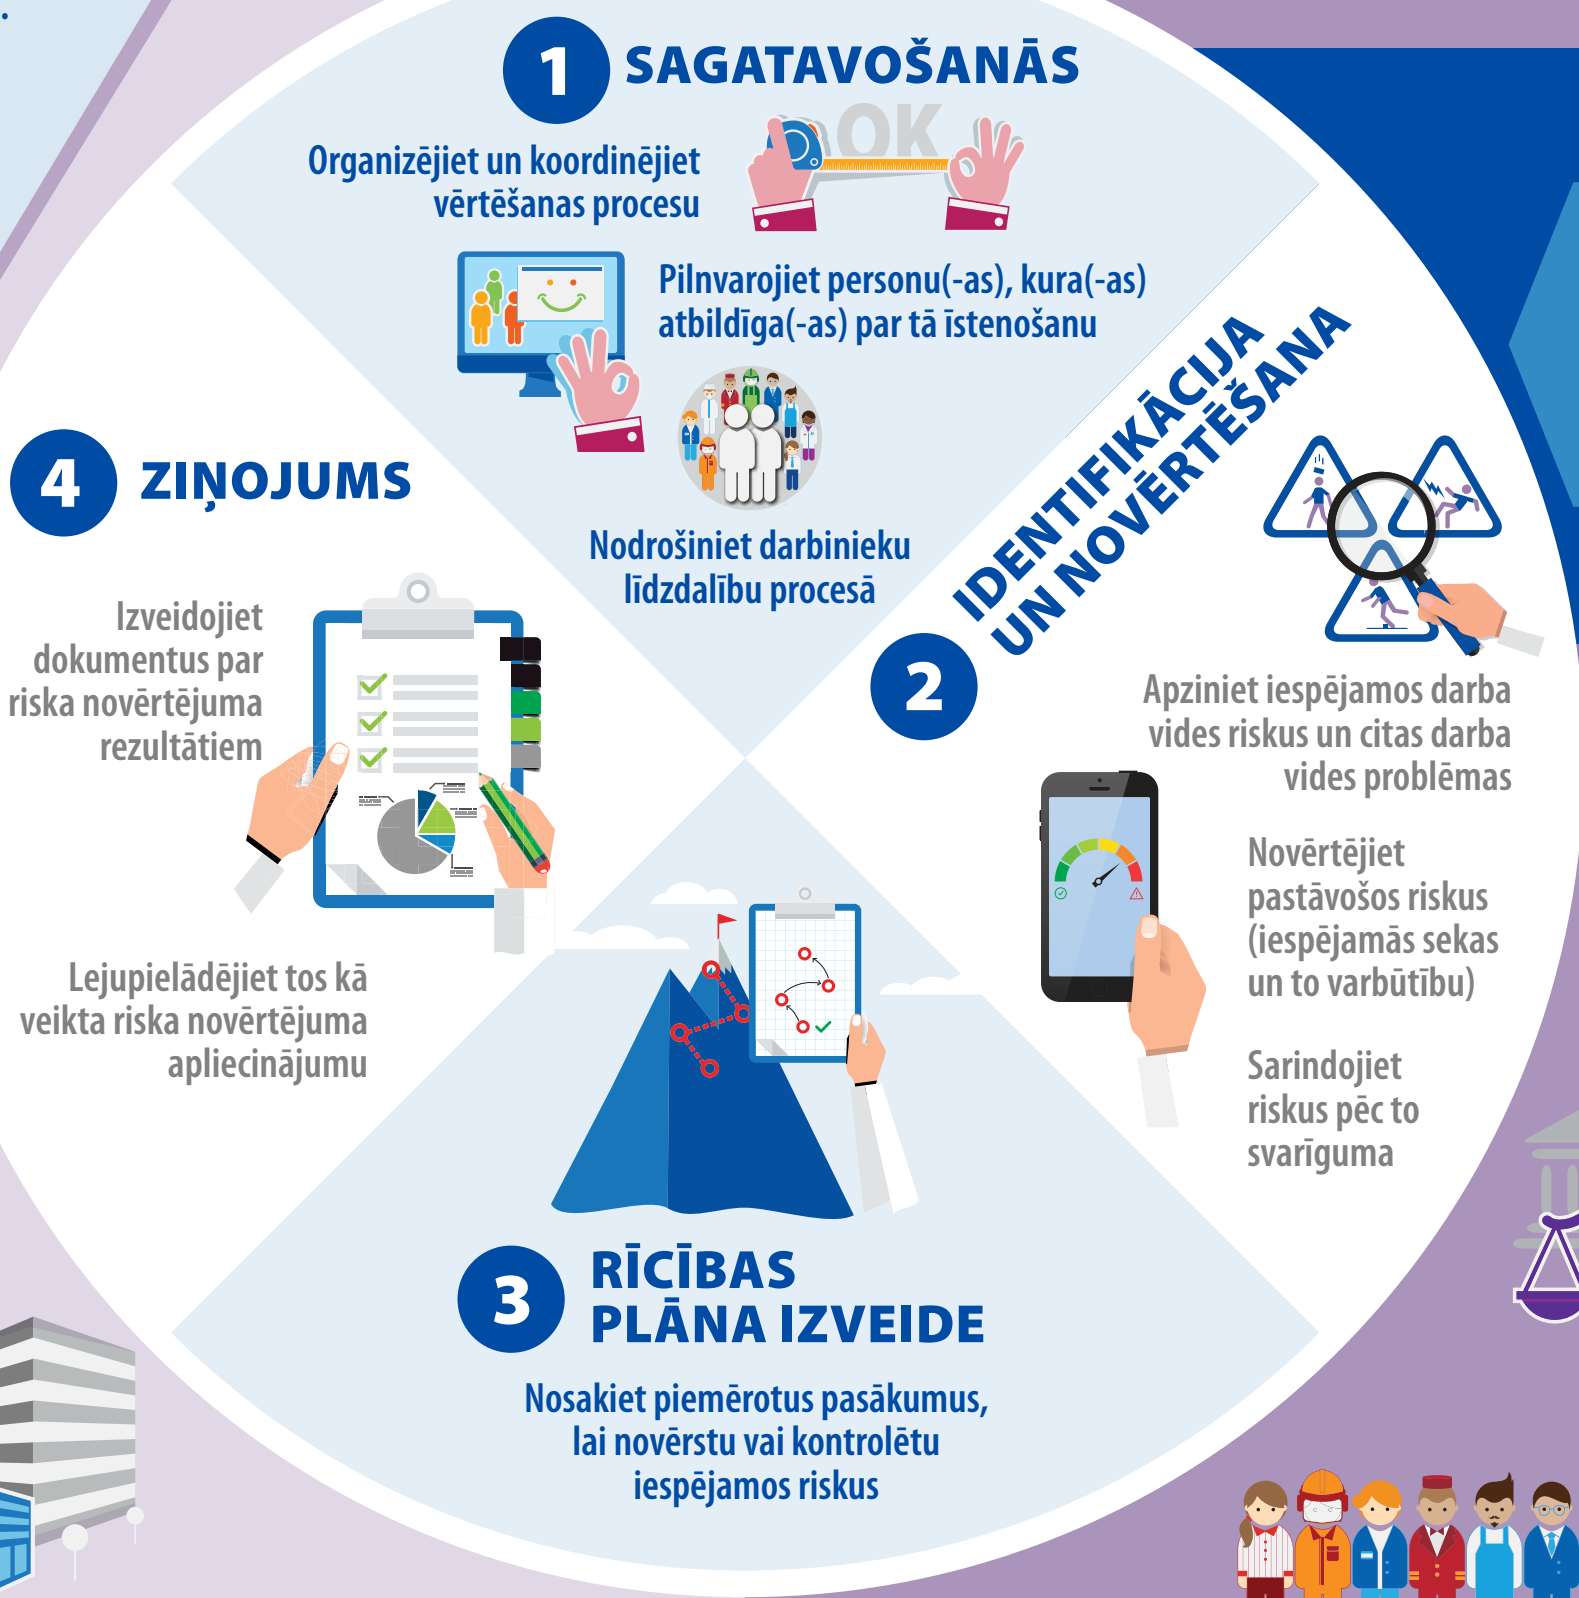 1 SAGATAVOŠANĀS
OK
Organizējiet un koordinējiet
vērtēšanas procesu
Pilnvarojiet personu(-as), kura(-as)
atbildīga(-as) par tā īstenošanu
Nodrošiniet darbinieku
līdzdalību procesā
2 IDENTIFIKĀCIJA
UN NOVĒRTĒŠANA
Apziniet iespējamos darba
vides riskus un citas darba
vides problēmas
Novērtējiet
pastāvošos riskus
(iespējamās sekas
un to varbūtību)
Sarindojiet
riskus pēc to
svarīguma
3 RĪCĪBAS
PLĀNA IZVEIDE
Nosakiet piemērotus pasākumus,
lai novērstu vai kontrolētu
iespējamos riskus
4 ZIŅOJUMS
Izveidojiet
dokumentus par
riska novērtējuma
rezultātiem
Lejupielādējiet tos kā
veikta riska novērtējuma
apliecinājumu